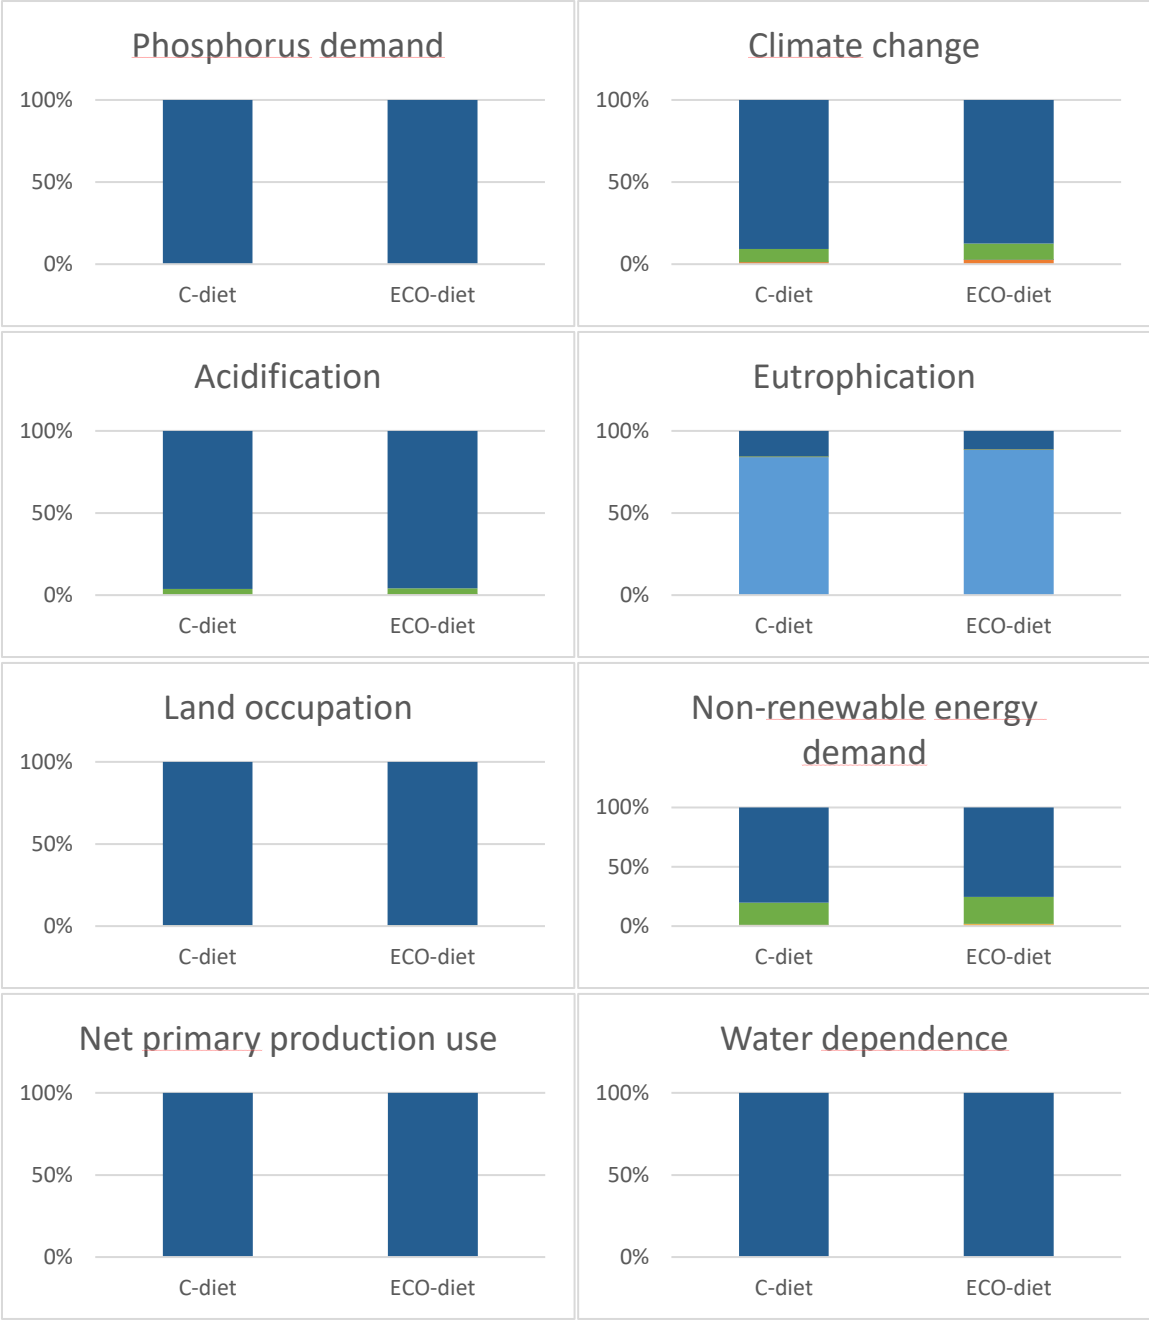 Phosphorus demand
100%
50%
0%
C-diet
ECO-diet
Climate change
100%
50%
0%
C-diet
ECO-diet
Acidification
100%
50%
0%
C-diet
ECO-diet
Eutrophication
100%
50%
0%
C-diet
ECO-diet
Land occupation
100%
50%
0%
C-diet
ECO-diet
Non-renewable energy
demand
100%
50%
0%
C-diet
ECO-diet
Net primary production use
100%
50%
0%
C-diet
ECO-diet
Water dependence
100%
50%
0%
C-diet
ECO-diet